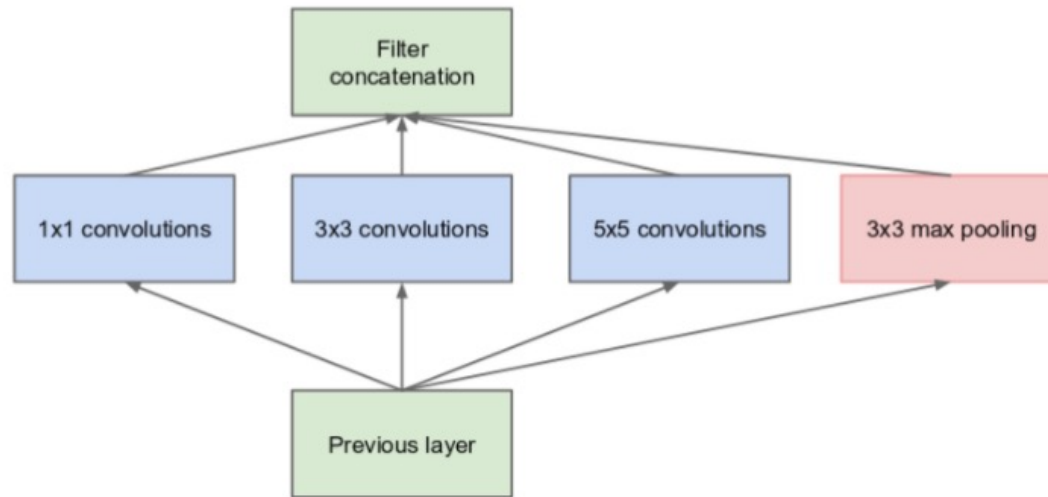 Filter
concatenation
1x1 convolutions
3x3 convolutions
5x5 convolutions
3x3 max pooling
Previous layer